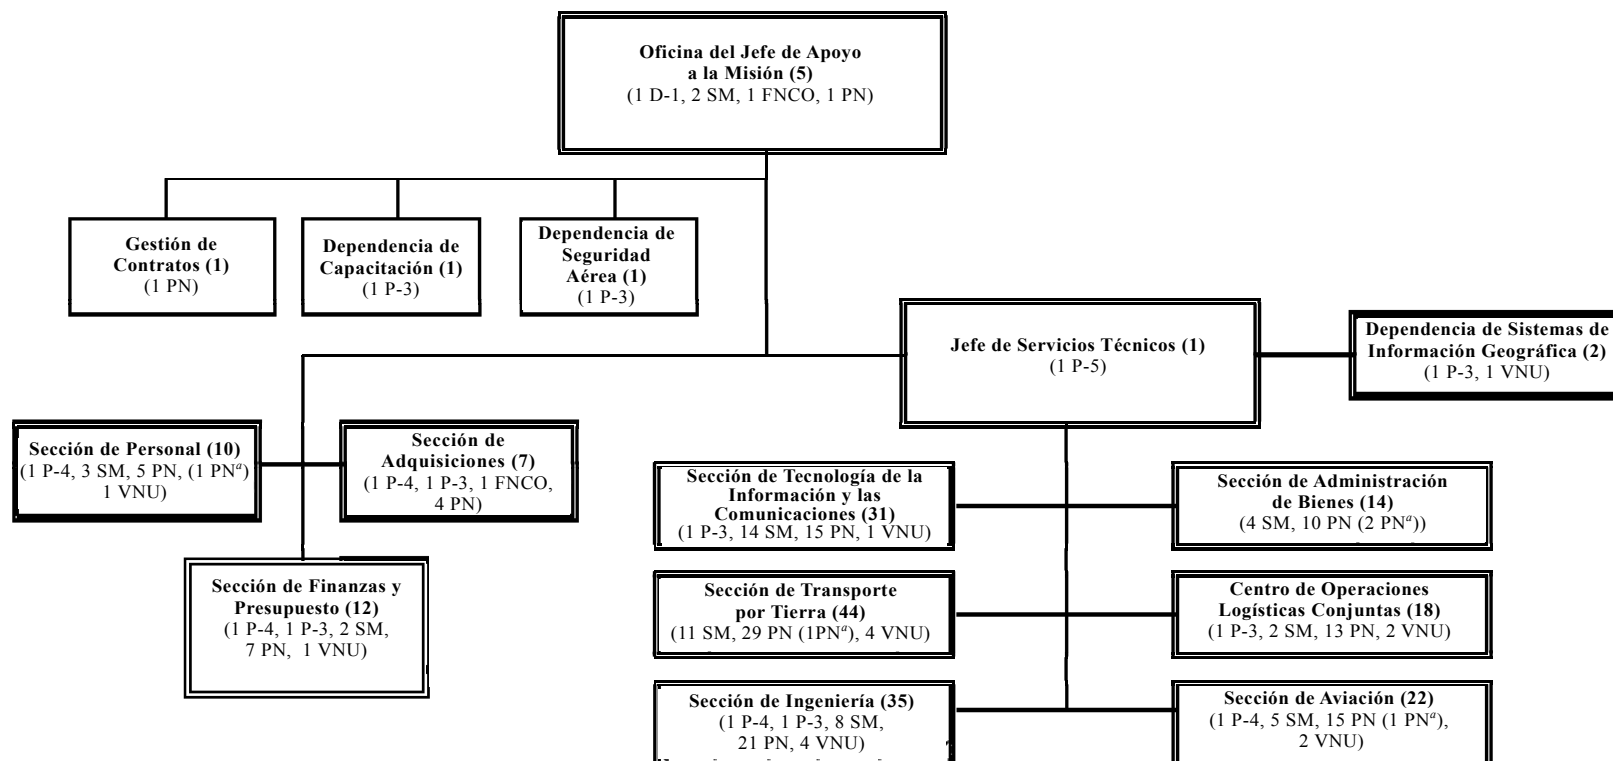 Oficina del Jefe de Apoyo
a la Misión (5)
(1 D-1, 2 SM, 1 FNCO, 1 PN)
Gestión de
Contratos (1)
(1 PN)
Dependencia de
Capacitación (1)
(1 P-3)
Dependencia de
Seguridad
Aérea (1)
(1 P-3)
Jefe de Servicios Técnicos (1)
(1 P-5)
Dependencia de Sistemas de
Información Geográfica (2)
(1 P-3, 1 VNU)
Sección de Personal (10)
(1 P-4, 3 SM, 5 PN, (1 PNª)
1 VNU)
Sección de
Adquisiciones (7)
(1 P-4, 1 P-3, 1 FNCO,
4 PN)
Sección de Finanzas y
Presupuesto (12)
(1 P-4, 1 P-3, 2 SM,
7 PN, 1 VNU)
Sección de Tecnología de la
Información y las
Comunicaciones (31)
(1 P-3, 14 SM, 15 PN, 1 VNU)
Sección de Administración
de Bienes (14)
(4 SM, 10 PN (2 PNª))
Sección de Transporte
por Tierra (44)
(11 SM, 29 PN (1PNª), 4 VNU)
Centro de Operaciones
Logísticas Conjuntas (18)
(1 P-3, 2 SM, 13 PN, 2 VNU)
Sección de Ingeniería (35)
(1 P-4, 1 P-3, 8 SM,
21 PN, 4 VNU)
Sección de Aviación (22)
(1 P-4, 5 SM, 15 PN (1 PNª),
2 VNU)